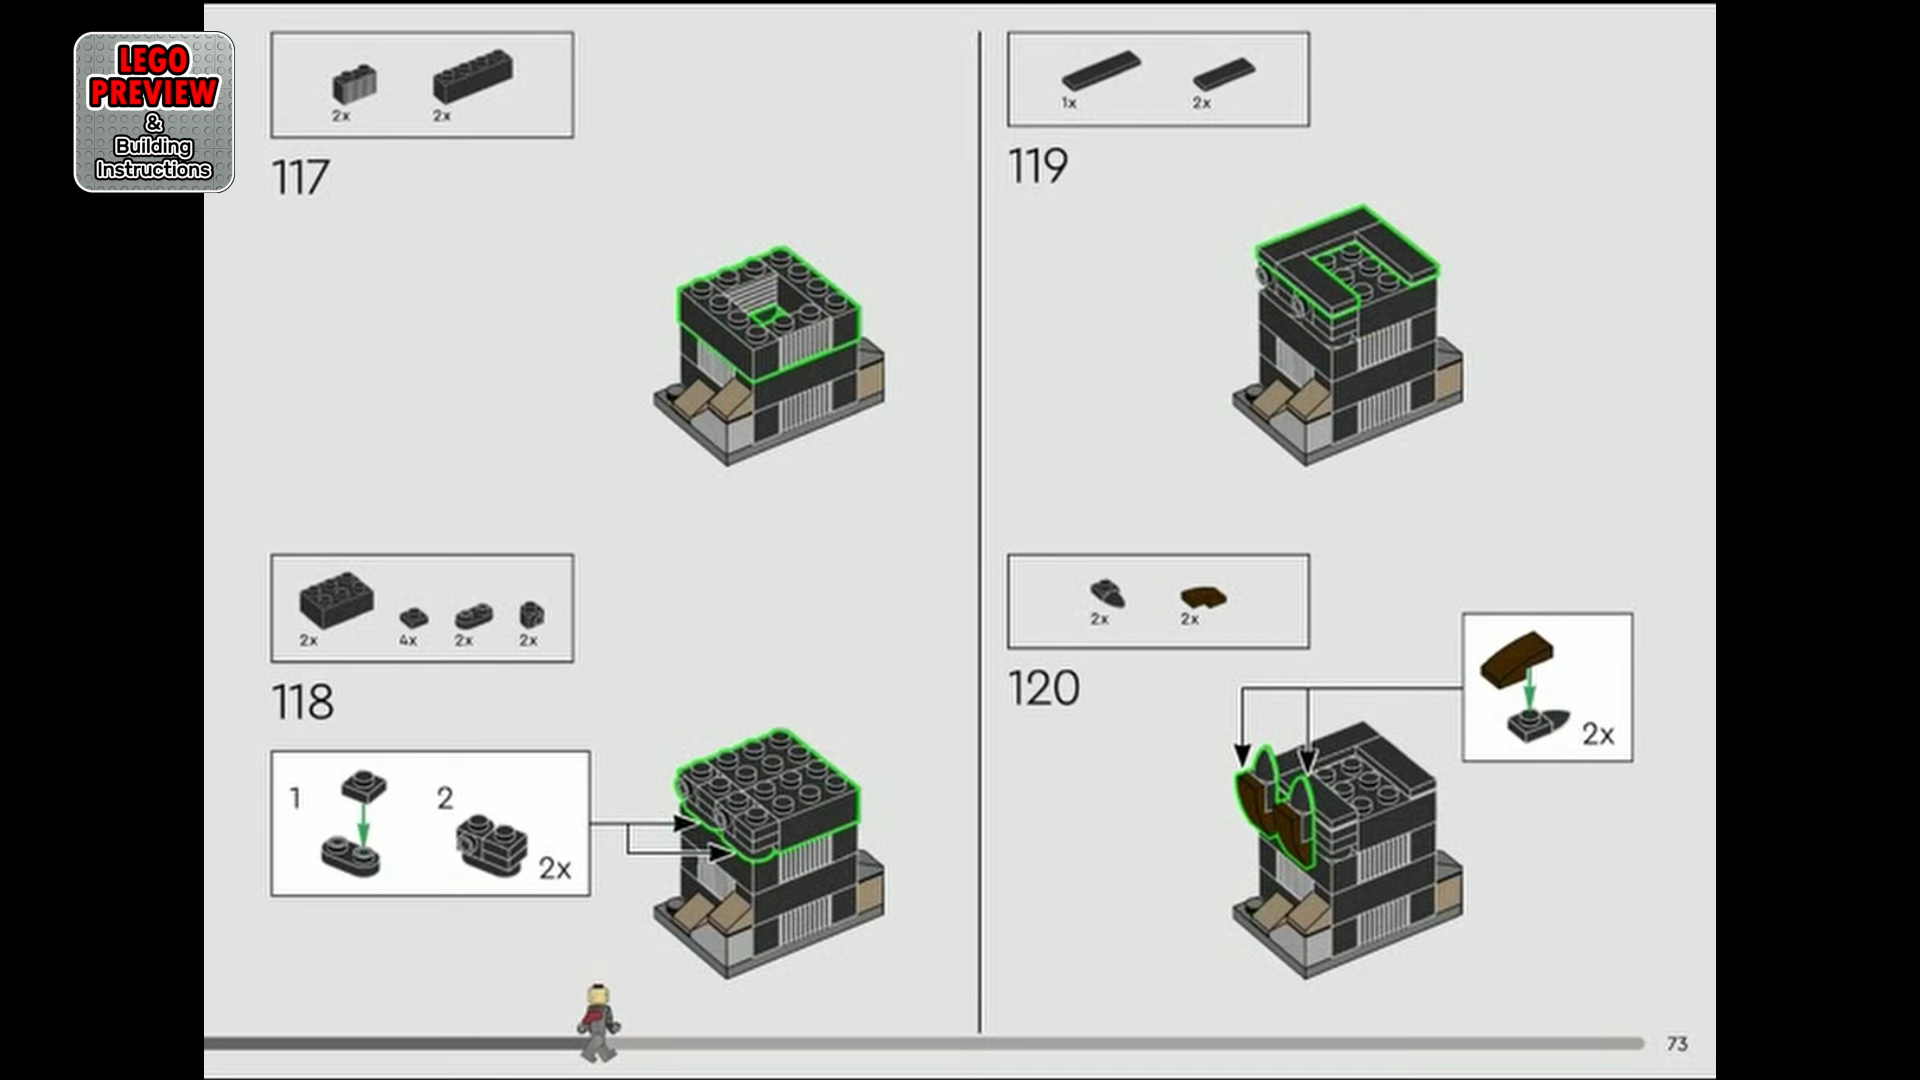 LEGO
PREVIEW
&
Building
Instructions
2x 2x
117
2x 4x 2x 2x
118
1 2
2x
1x 2x
119
2x 2x
120
2x
73